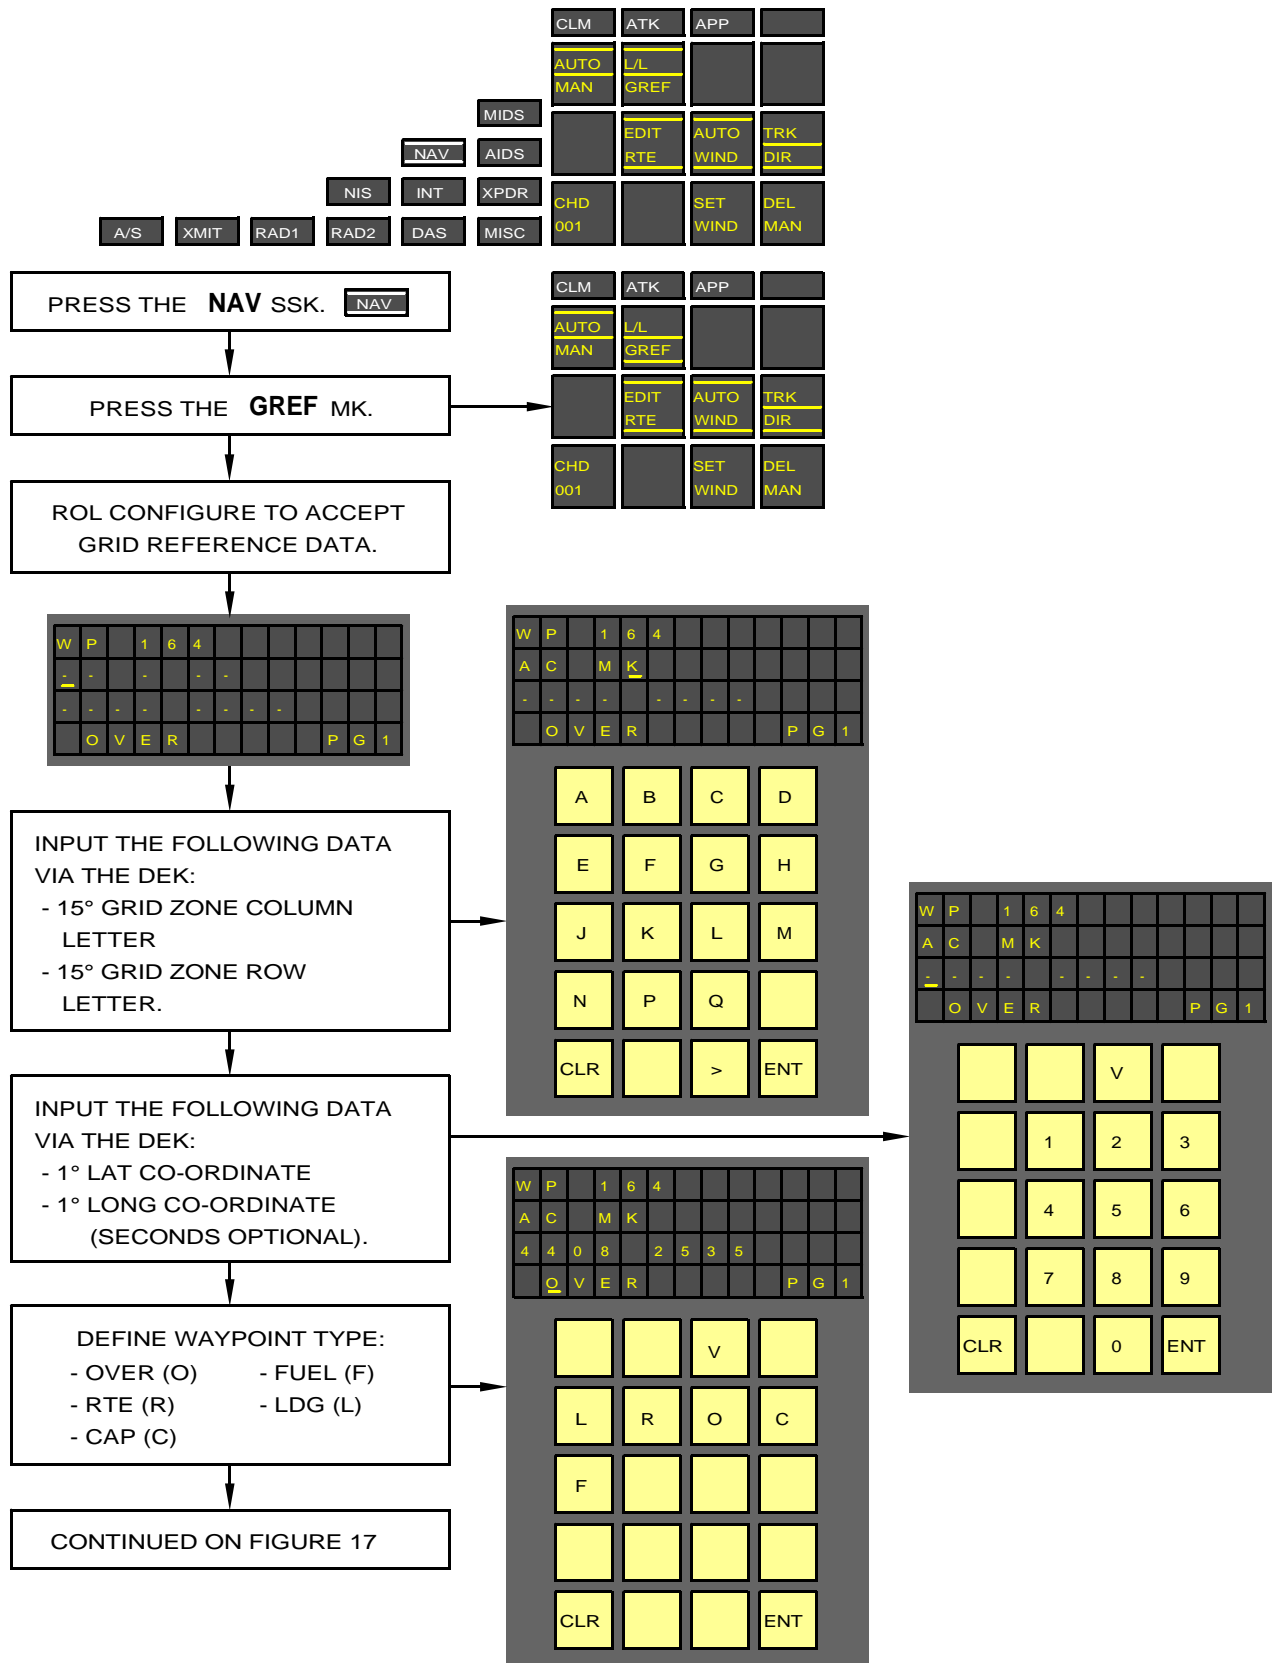 CLM ATK APP
AUTO L/L
MAN GREF
MIDS
EDIT AUTO TRK
RTE WIND DIR
NAV AIDS
NIS INT XPDR
CHD SET DEL
001 WIND MAN
A/S XMIT RAD1 RAD2 DAS MISC
PRESS THE NAV SSK. NAV
CLM ATK APP
AUTO L/L
MAN GREF
PRESS THE GREF MK.
EDIT AUTO TRK
RTE WIND DIR
CHD SET DEL
001 WIND MAN
ROL CONFIGURE TO ACCEPT
GRID REFERENCE DATA.
W P 1 6 4
- - - - -
- - - - - - - -
O V E R P G 1
W P 1 6 4
A C M K
- - - - - - - -
O V E R P G 1
A B C D
E F G H
J K L M
N P Q
CLR > ENT
INPUT THE FOLLOWING DATA
VIA THE DEK:
- 15° GRID ZONE COLUMN
LETTER
- 15° GRID ZONE ROW
LETTER.
W P 1 6 4
A C M K
- - - - - - - -
O V E R P G 1
V
1 2 3
4 5 6
7 8 9
CLR 0 ENT
INPUT THE FOLLOWING DATA
VIA THE DEK:
- 1° LAT CO-ORDINATE
- 1° LONG CO-ORDINATE
(SECONDS OPTIONAL).
W P 1 6 4
A C M K
4 4 0 8 2 5 3 5
O V E R P G 1
V
L R O C
F
CLR ENT
DEFINE WAYPOINT TYPE:
- OVER (O) - FUEL (F)
- RTE (R) - LDG (L)
- CAP (C)
CONTINUED ON FIGURE 17